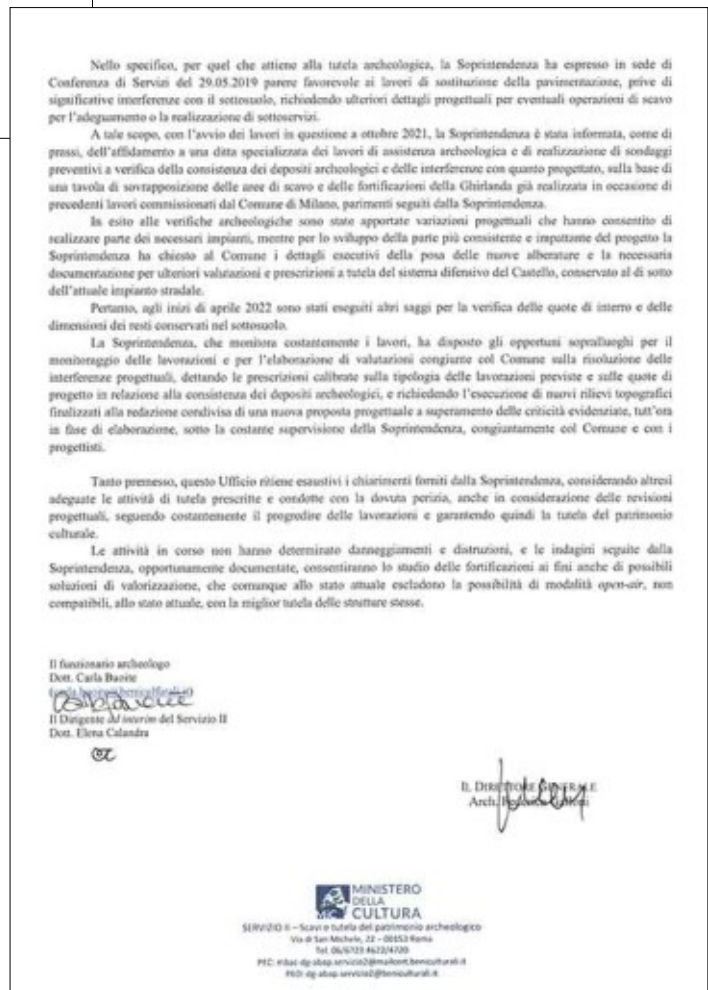 Nello specifico, per quel che attiene alla tutela archeologica, la Soprintendenza ha espresso in sede di
Conferenza di Servizi del 29.05.2019 parere favorevole ai lavori di sostituzione della pavimentazione, prive di
significative interferenze con il sottosuolo, richiedendo ulteriori dettagli progettuali per eventuali operazioni di scavo
per l'adeguamento o la realizzazione di sottoservizi.
A tale scopo, con l'avvio dei lavori in questione a ottobre 2021, la Soprintendenza è stata informata, come di
prassi, dell'affidamento a una ditta specializzata dei lavori di assistenza archeologica e di realizzazione di sondaggi
preventivi a verifica della consistenza dei depositi archeologici e delle interferenze con quanto progettato, sulla base di
una tavola di sovrapposizione delle aree di scavo e delle fortificazioni della Ghirlanda già realizzata in occasione di
precedenti lavori commissionati dal Comune di Milano, parimenti seguiti dalla Soprintendenza.
In esito alle verifiche archeologiche sono state apportate variazioni progettuali che hanno consentito di
realizzare parte dei necessari impianti, mentre per lo sviluppo della parte più consistente e impattante del progetto la
Soprintendenza ha chiesto al Comune i dettagli esecutivi della posa delle nuove alberature e la necessaria
documentazione per ulteriori valutazioni e prescrizioni a tutela del sistema difensivo del Castello, conservato al di sotto
dell'attuale impianto stradale.
Pertanto, agli inizi di aprile 2022 sono stati eseguiti altri saggi per la verifica delle quote di interro e delle
dimensioni dei resti conservati nel sottosuolo.
La Soprintendenza, che monitora costantemente i lavori, ha disposto gli opportuni sopralluoghi per il
monitoraggio delle lavorazioni e per l'elaborazione di valutazioni congiunte col Comune sulla risoluzione delle
interferenze progettuali, dettando le prescrizioni calibrate sulla tipologia delle lavorazioni previste e sulle quote di
progetto in relazione alla consistenza dei depositi archeologici, e richiedendo l'esecuzione di nuovi rilievi topografici
finalizzati alla redazione condivisa di una nuova proposta progettuale a superamento delle criticità evidenziate, tutt'ora
in fase di elaborazione, sotto la costante supervisione della Soprintendenza, congiuntamente col Comune e con i
progettisti.
Tanto premesso, questo Ufficio ritiene esaustivi i chiarimenti forniti dalla Soprintendenza, considerando altresì
adeguate le attività di tutela prescritte e condotte con la dovuta perizia, anche in considerazione delle revisioni
progettuali, seguendo costantemente il progredire delle lavorazioni e garantendo quindi la tutela del patrimonio
culturale.
Le attività in corso non hanno determinato danneggiamenti e distruzioni, e le indagini seguite dalla
Soprintendenza, opportunamente documentate, consentiranno lo studio delle fortificazioni ai fini anche di possibili
soluzioni di valorizzazione, che comunque allo stato attuale escludono la possibilità di modalità open-air, non
compatibili, allo stato attuale, con la miglior tutela delle strutture stesse.
Il funzionario archeologo
Dott. Carla Buoite
Il Dirigente ad interim del Servizio II
Dott. Elena Calandra
IL DIRETTORE GENERALE
Arch.
MiC
MINISTERO
DELLA
CULTURA
SERVIZIO II – Scavi e tutela del patrimonio archeologico
Via di San Michele, 22 – 00153 Roma
Tel. 06/6723.4622/4720
PEC: mbac-dg-abap.servizio2@mailcert.beniculturali.it
PEO: dg-abap.servizio2@beniculturali.it